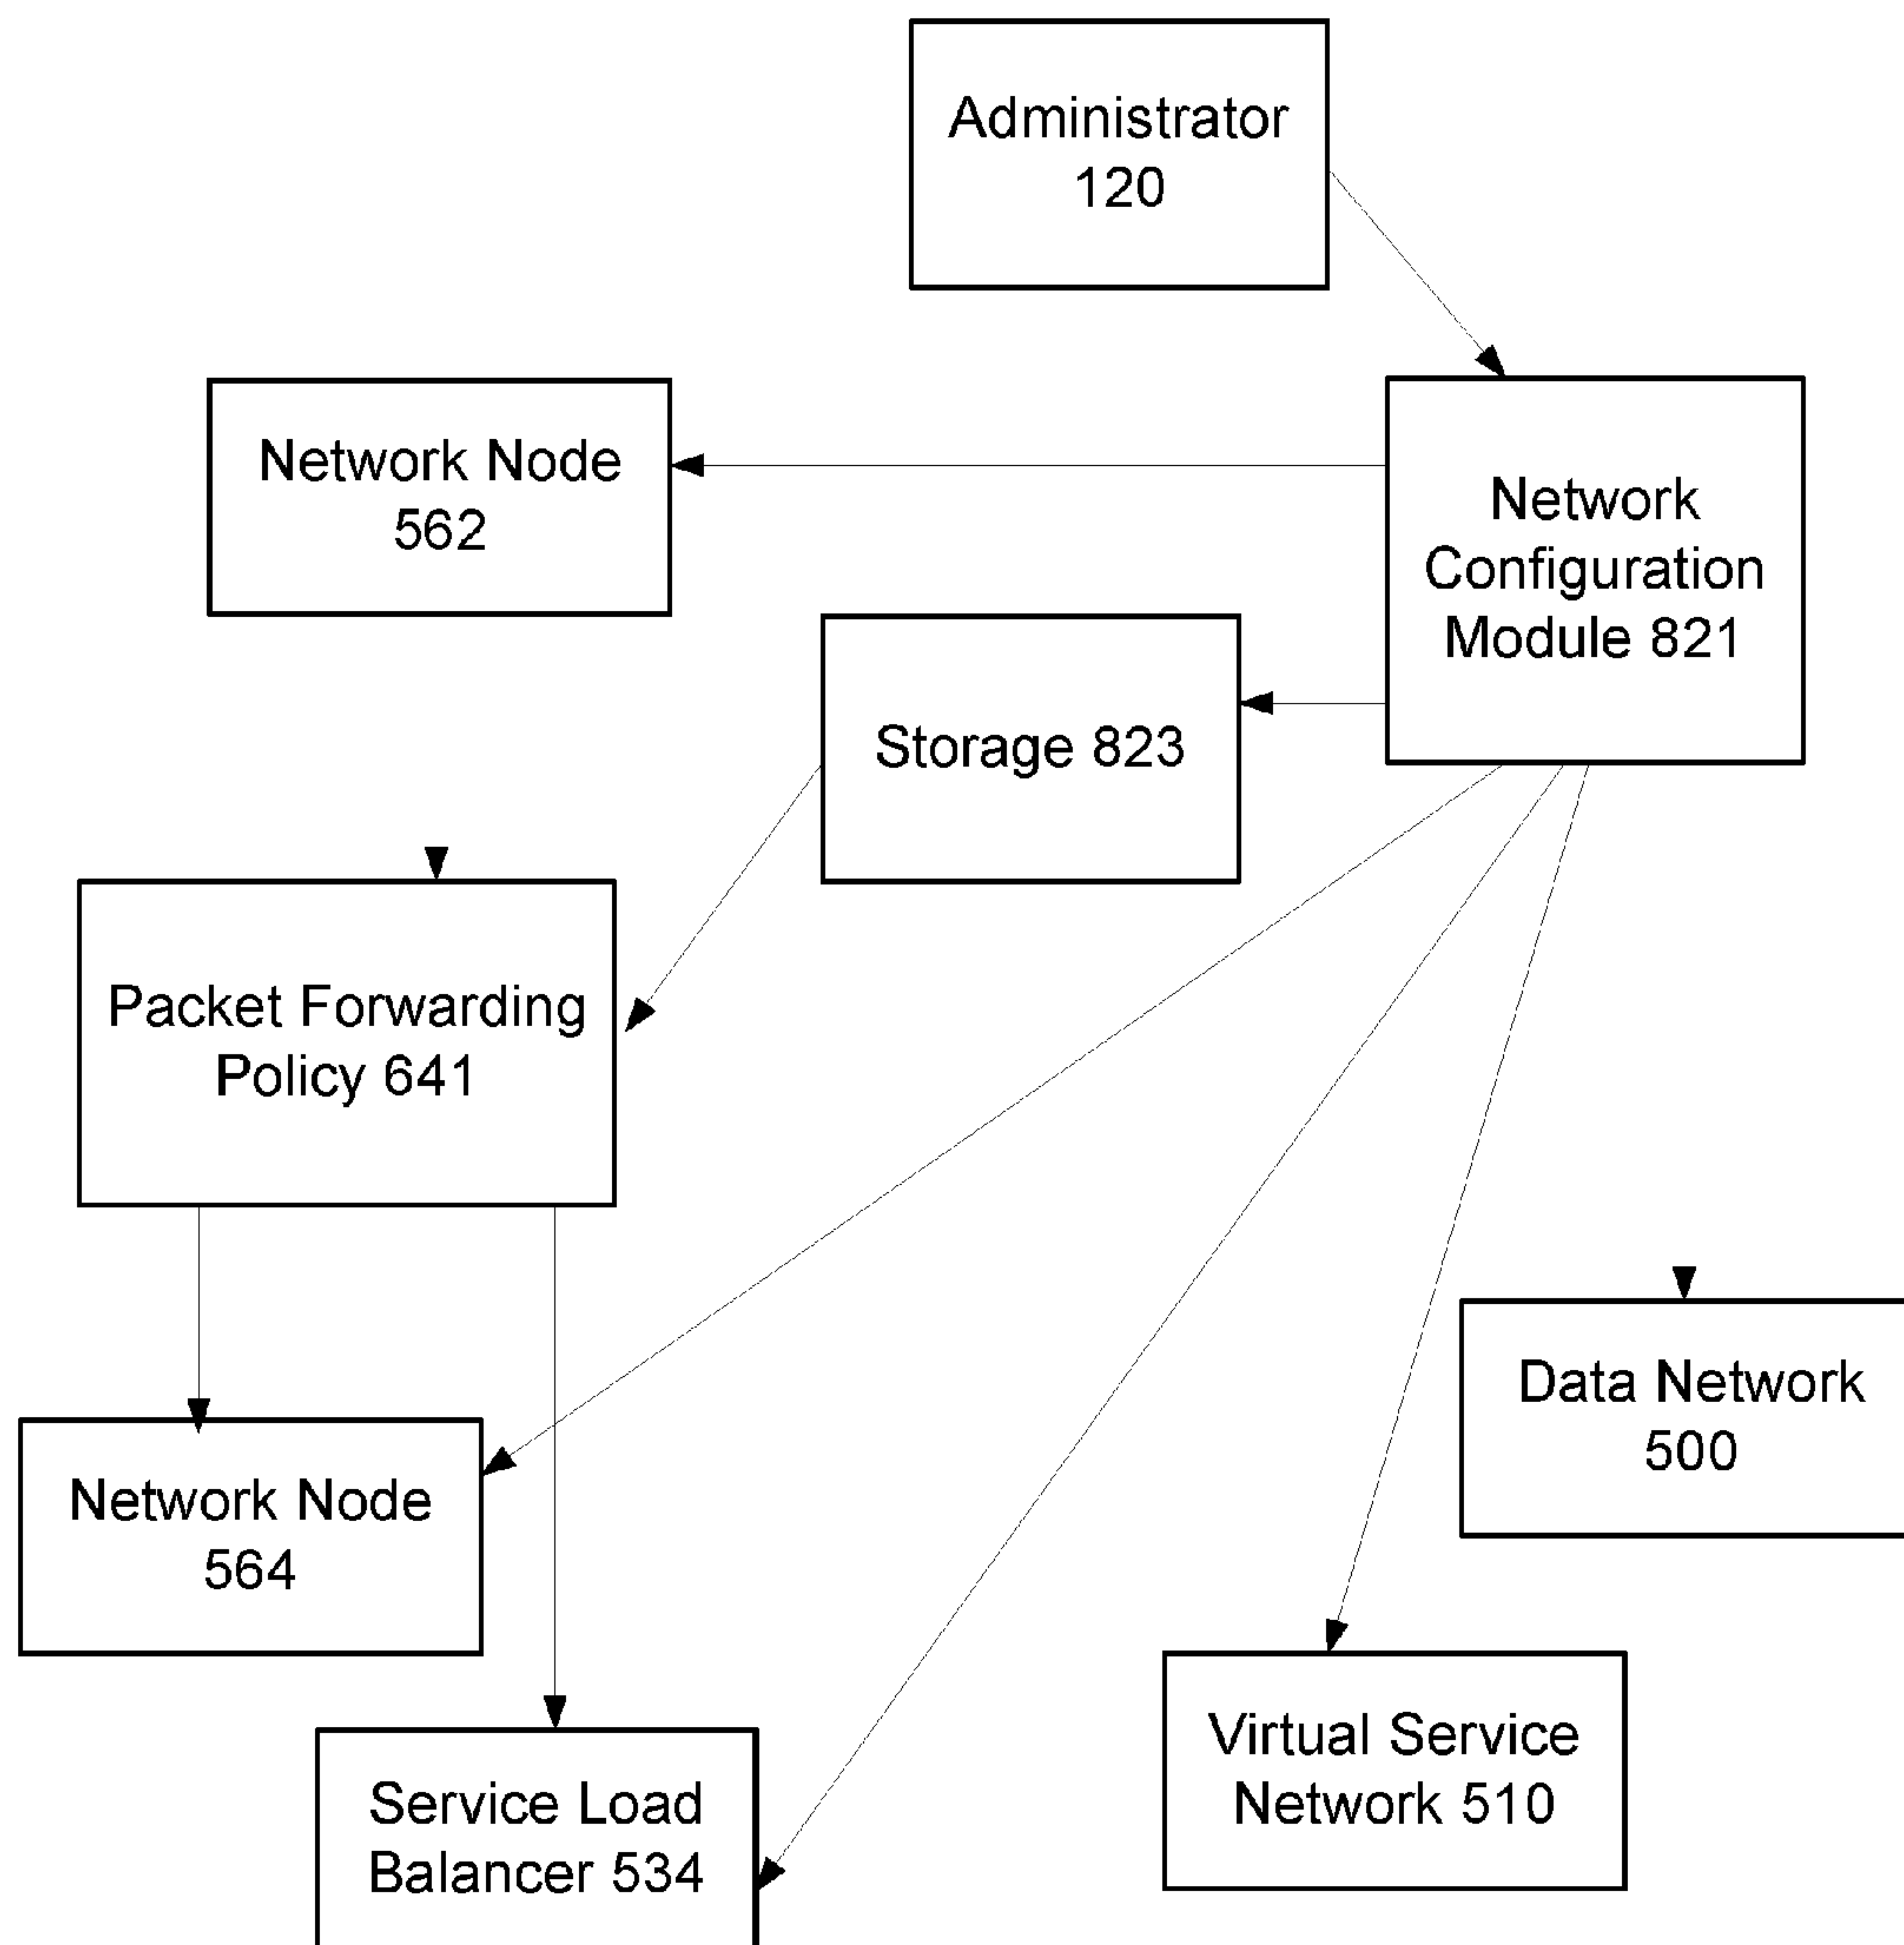 Administrator
120
Network Node
562
Network
Configuration
Module 821
Storage 823
Packet Forwarding
Policy 641
Data Network
500
Network Node
564
Virtual Service
Network 510
Service Load
Balancer 534